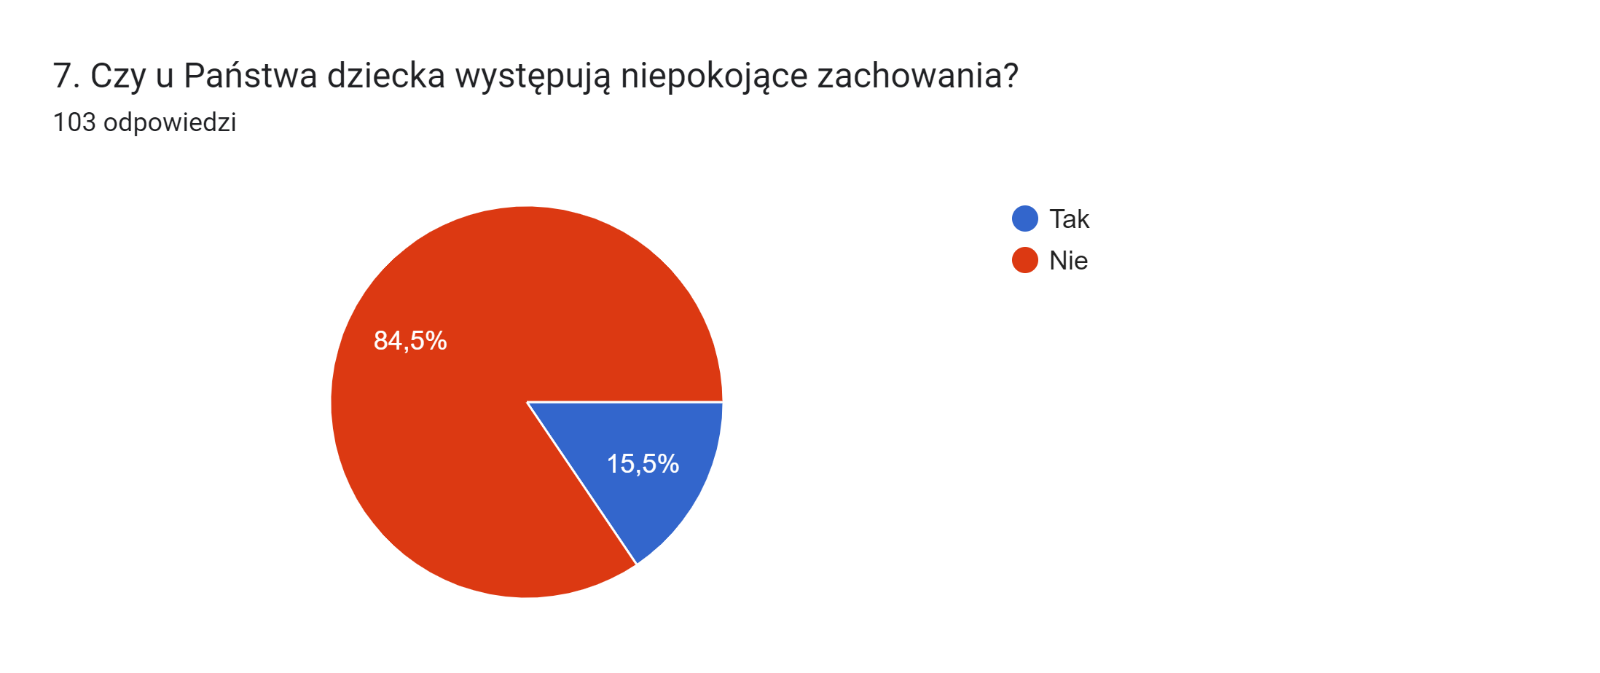 7. Czy u Państwa dziecka występują niepokojące zachowania?
103 odpowiedzi
Tak
Nie
84,5%
15,5%